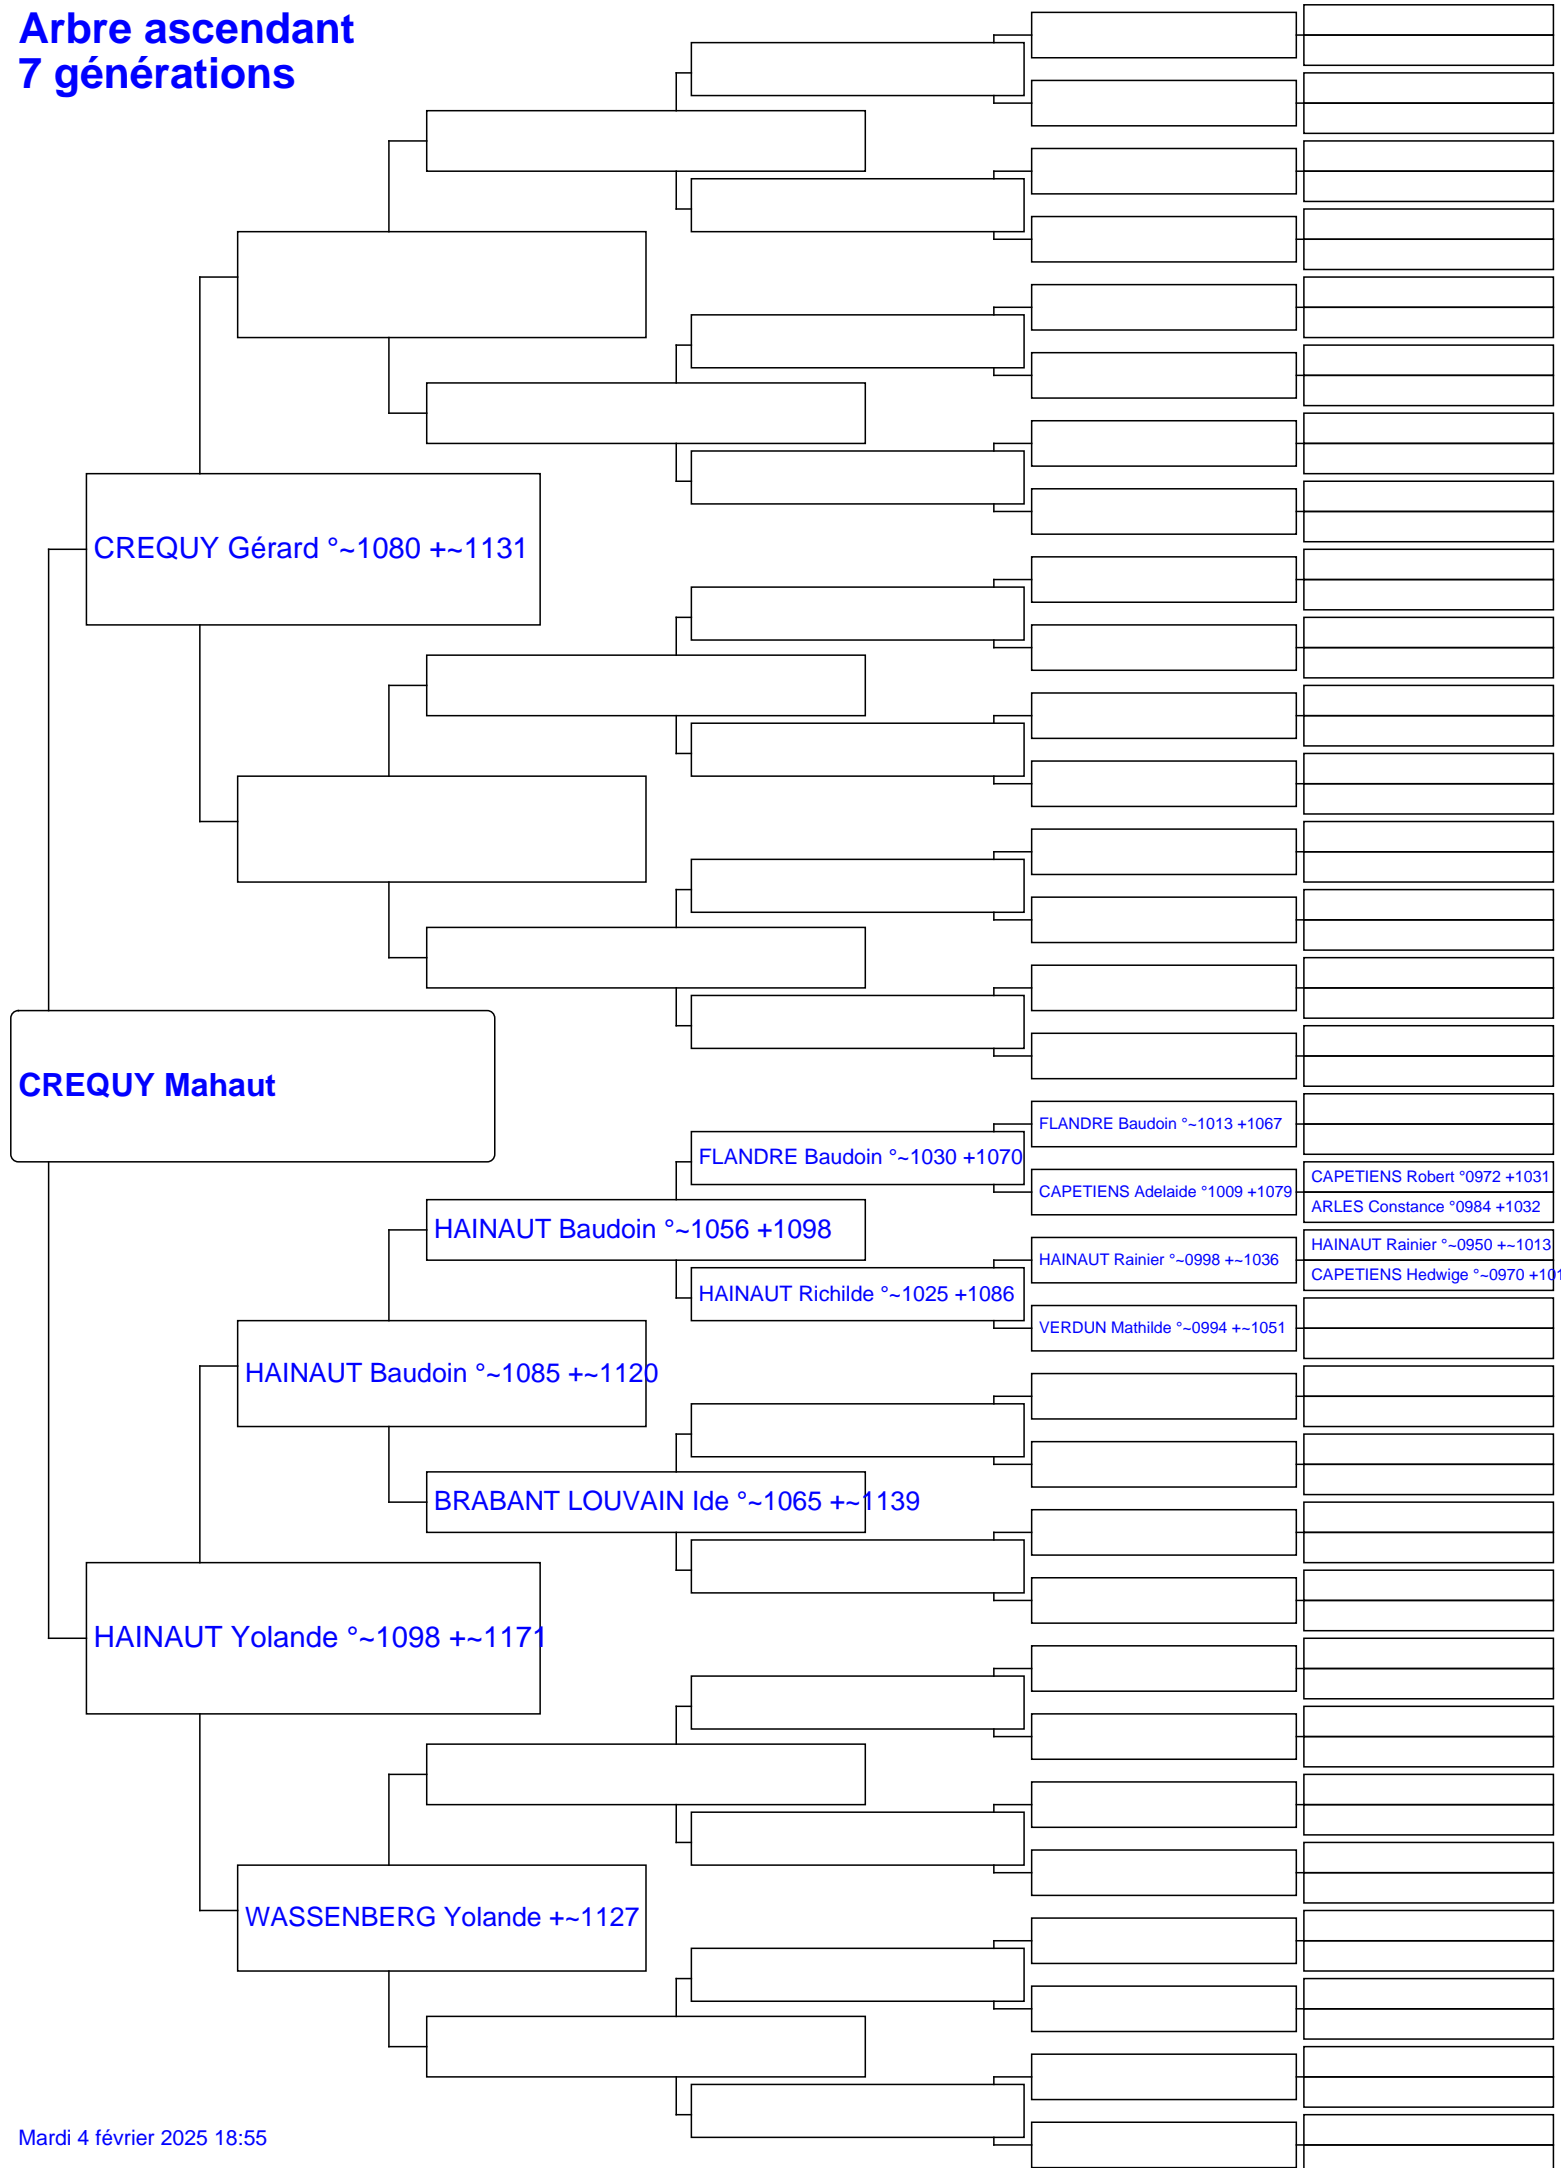 Arbre ascendant
7 générations
CREQUY Gérard °~1080 +~1131
CREQUY Mahaut
FLANDRE Baudoin °~1013 +1067
FLANDRE Baudoin °~1030 +1070
CAPETIENS Robert °0972 +1031
CAPETIENS Adelaide °1009 +1079
ARLES Constance °0984 +1032
HAINAUT Baudoin °~1056 +1098
HAINAUT Rainier °~0950 +~1013
HAINAUT Rainier °~0998 +~1036
CAPETIENS Hedwige °~0970 +101
HAINAUT Richilde °~1025 +1086
VERDUN Mathilde °~0994 +~1051
HAINAUT Baudoin °~1085 +~1120
BRABANT LOUVAIN Ide °~1065 +~1139
HAINAUT Yolande °~1098 +~1171
WASSENBERG Yolande +~1127
Mardi 4 février 2025 18:55